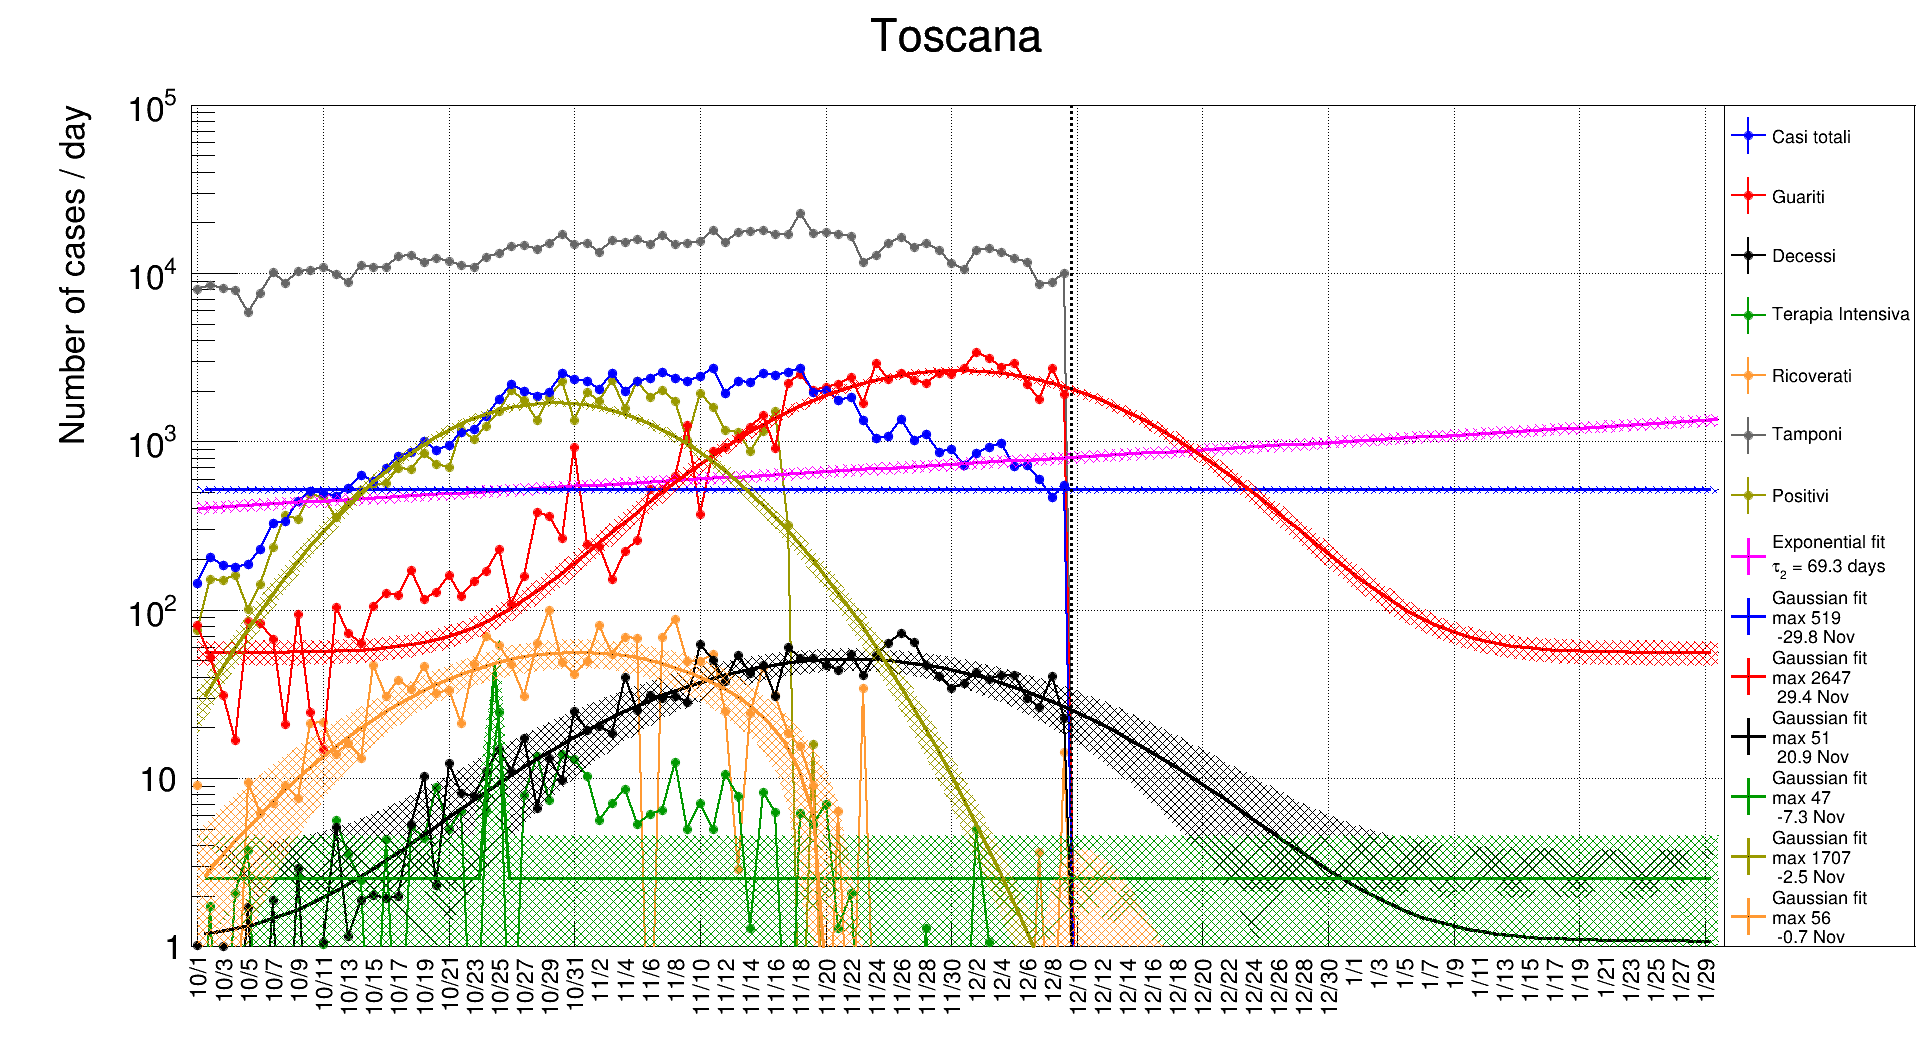 Toscana
Number of cases / day
10^5
10^4
10^3
10^2
10
1
10/1 10/3 10/5 10/7 10/9 10/11 10/13 10/15 10/17 10/19 10/21 10/23 10/25 10/27 10/29 10/31 11/2 11/4 11/6 11/8 11/10 11/12 11/14 11/16 11/18 11/20 11/22 11/24 11/26 11/28 11/30 12/2 12/4 12/6 12/8 12/10 12/12 12/14 12/16 12/18 12/20 12/22 12/24 12/26 12/28 12/30 1/1 1/3 1/5 1/7 1/9 1/11 1/13 1/15 1/17 1/19 1/21 1/23 1/25 1/27 1/29
Casi totali
Guariti
Decessi
Terapia Intensiva
Ricoverati
Tamponi
Positivi
Exponential fit
τ2 = 69.3 days
Gaussian fit
max 519
-29.8 Nov
Gaussian fit
max 2647
29.4 Nov
Gaussian fit
max 51
20.9 Nov
Gaussian fit
max 47
-7.3 Nov
Gaussian fit
max 1707
-2.5 Nov
Gaussian fit
max 56
-0.7 Nov